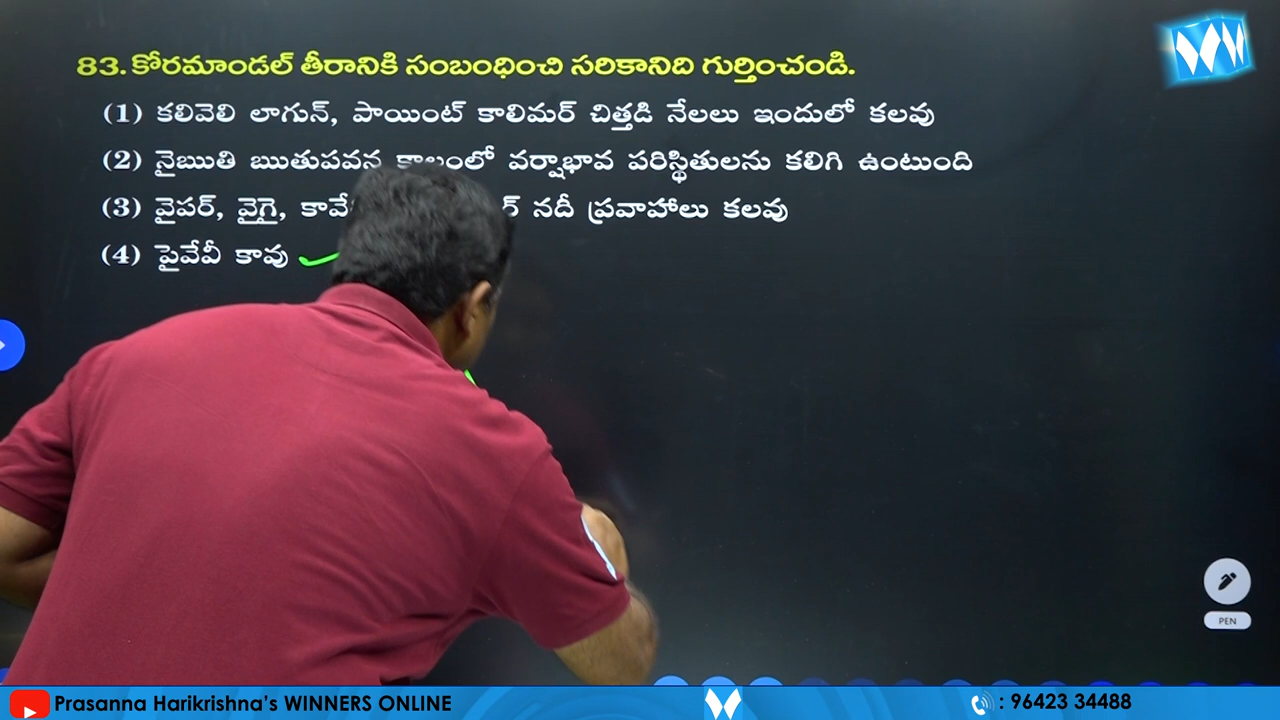 83. కోరమాండల్ తీరానికి సంబంధించి సరికానిది గుర్తించండి.
(1) కలివెలి లాగున్, పాయింట్ కాలిమర్ చిత్తడి నేలలు ఇందులో కలవు
(2) నైఋతి ఋతుపవన కాలంలో వర్షాభావ పరిస్థితులను కలిగి ఉంటుంది
(3) వైపర్, వైగై, నదీ ప్రవాహాలు కలవు
(4) పైవేవీ కావు
PEN
Prasanna Harikrishna's WINNERS ONLINE
: 96423 34488